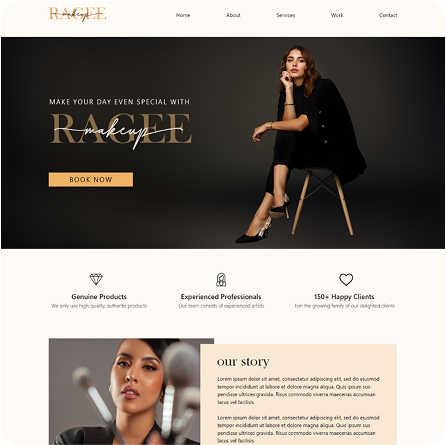 RAGEE
makeup
Home About Services Work Contact
MAKE YOUR DAY EVEN SPECIAL WITH
RAGEE
makeup
BOOK NOW
Genuine Products Experienced Professionals 150+ Happy Clients
We only use high-quality, authentic products Our team consists of experienced artists Join the growing family of our delighted clients
our story
Lorem ipsum dolor sit amet, consectetur adipiscing elit, sed do eiusmod
tempor incididunt ut labore et dolore magna aliqua. Quis ipsum sus-
pendisse ultrices gravida. Risus commodo viverra maecenas accumsan
lacus vel facilisis.
Lorem ipsum dolor sit amet, consectetur adipiscing elit, sed do eiusmod
tempor incididunt ut labore et dolore magna aliqua. Quis ipsum sus-
pendisse ultrices gravida. Risus commodo viverra maecenas accumsan
lacus vel facilisis.